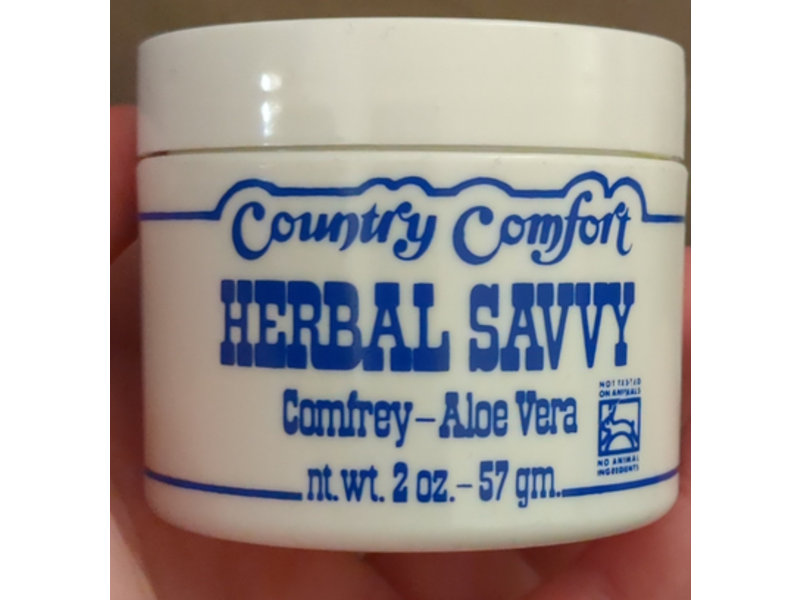 Country Comfort
HERBAL SAVVY
Comfrey-Aloe Vera
nt. wt. 2 oz.-57 gm.
NOT TESTED
ON ANIMALS
NO ANIMAL
INGREDIENTS